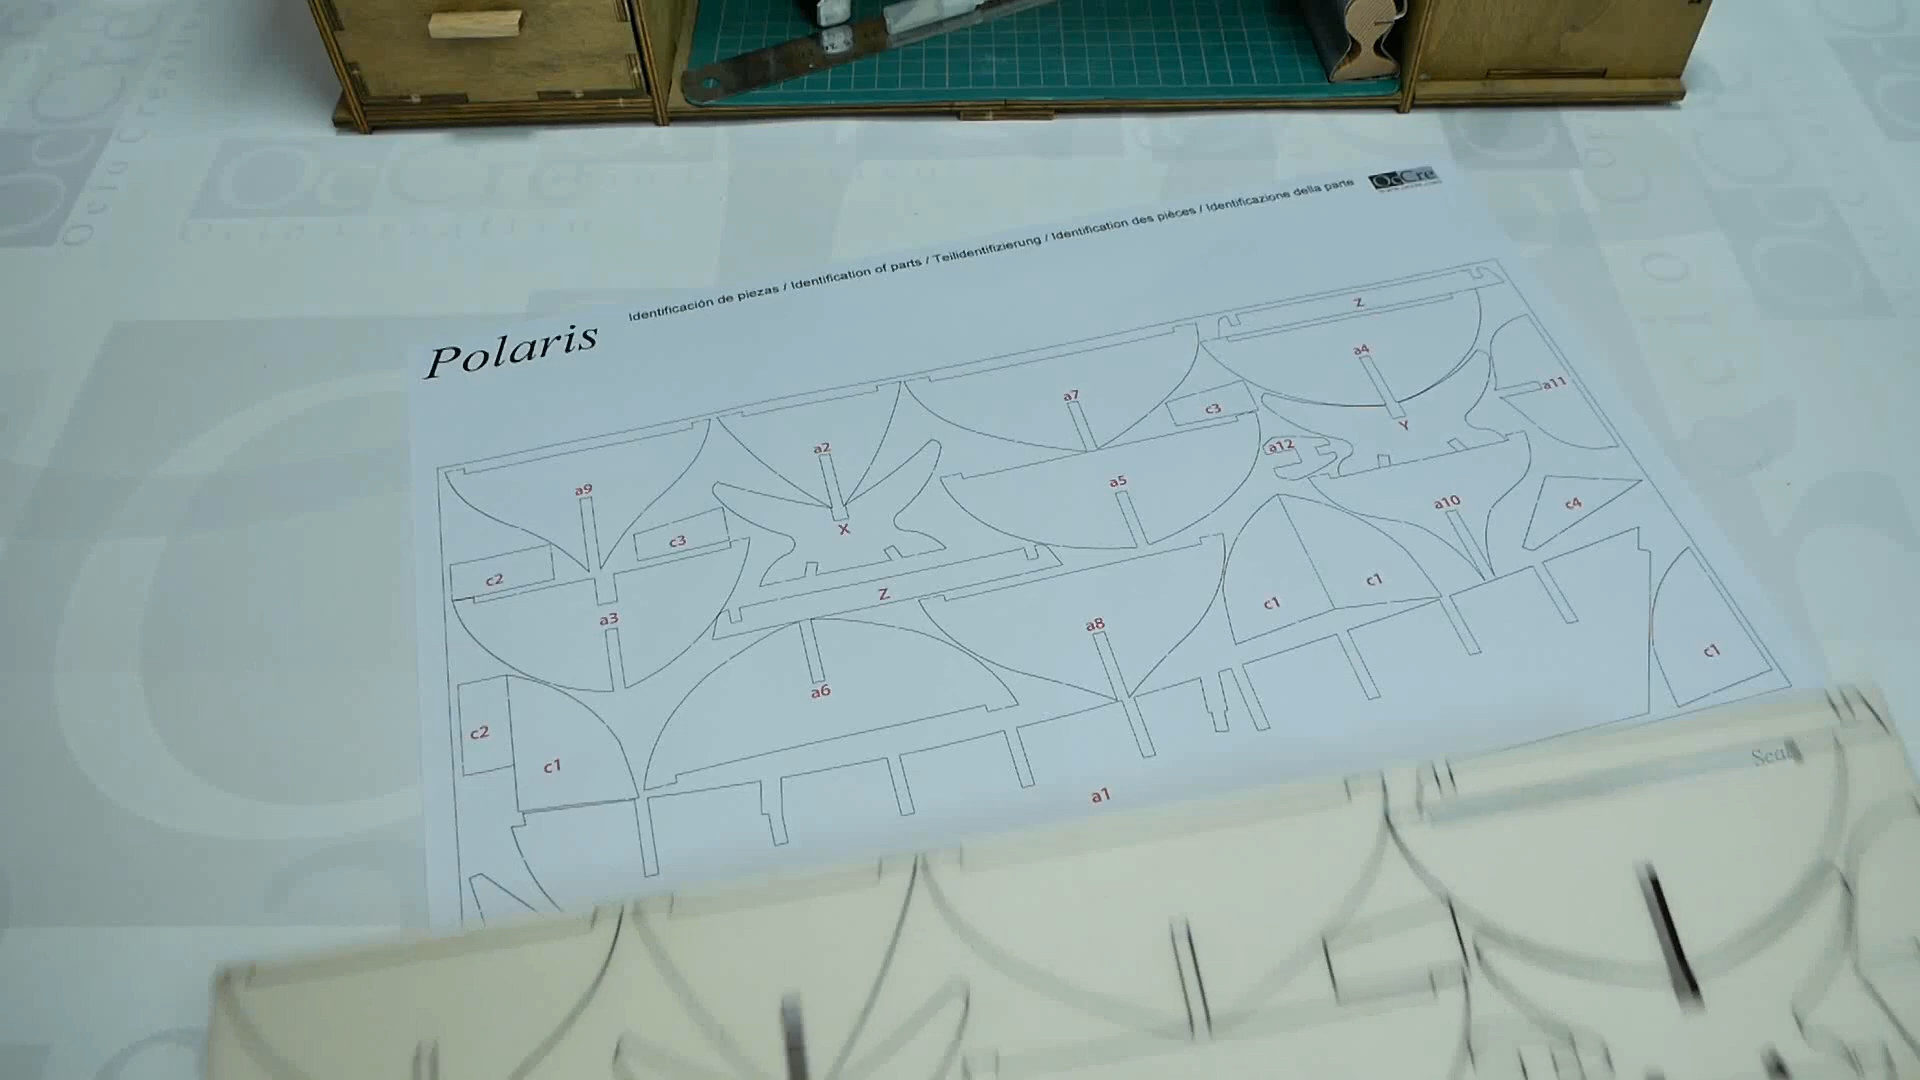 OcCre
Identificación de piezas / Identification of parts / Teilidentifizierung / Identification des pièces / Identificazione della parte
Polaris
Z
a4
a11
a7
c3
Y
a12
a2
a9
X
a5
a10
c4
c3
c2
Z
c1
c1
a3
a8
c1
a6
c2
c1
a1